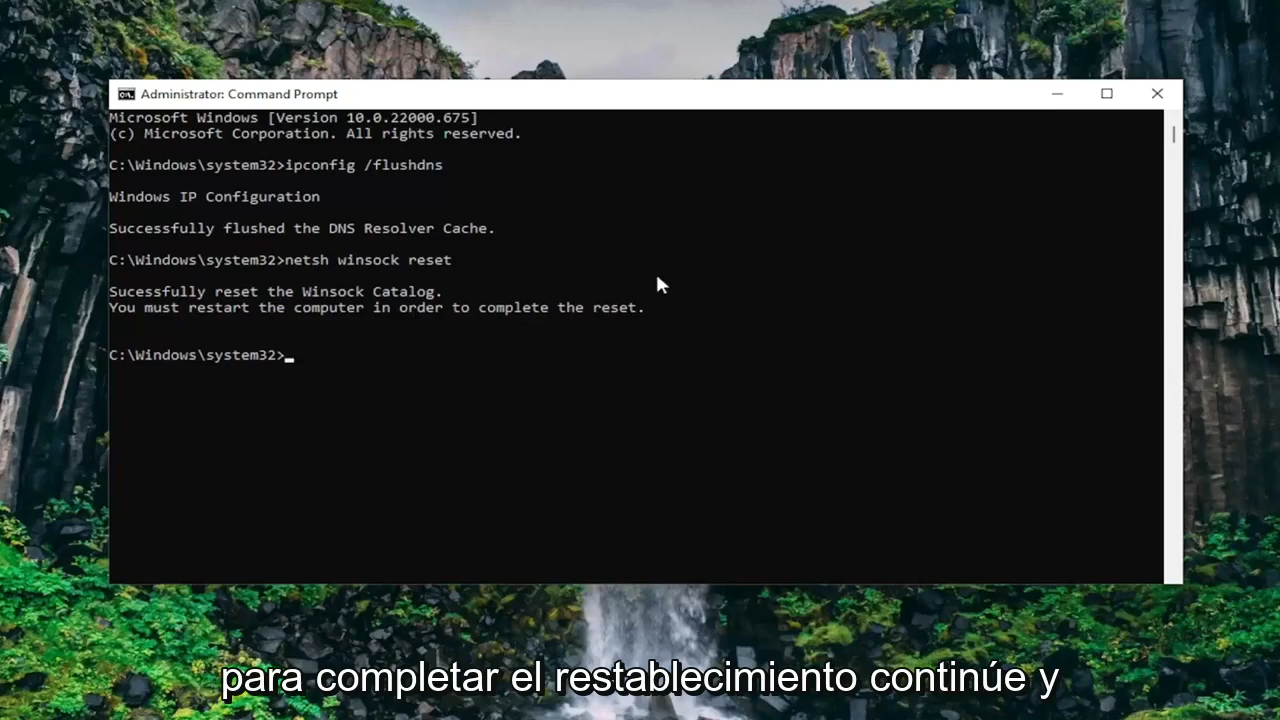 Administrator: Command Prompt
Microsoft Windows [Version 10.0.22000.675]
(c) Microsoft Corporation. All rights reserved.
C:\Windows\system32>ipconfig /flushdns
Windows IP Configuration
Successfully flushed the DNS Resolver Cache.
C:\Windows\system32>netsh winsock reset
Sucessfully reset the Winsock Catalog.
You must restart the computer in order to complete the reset.
C:\Windows\system32>
para completar el restablecimiento continúe y